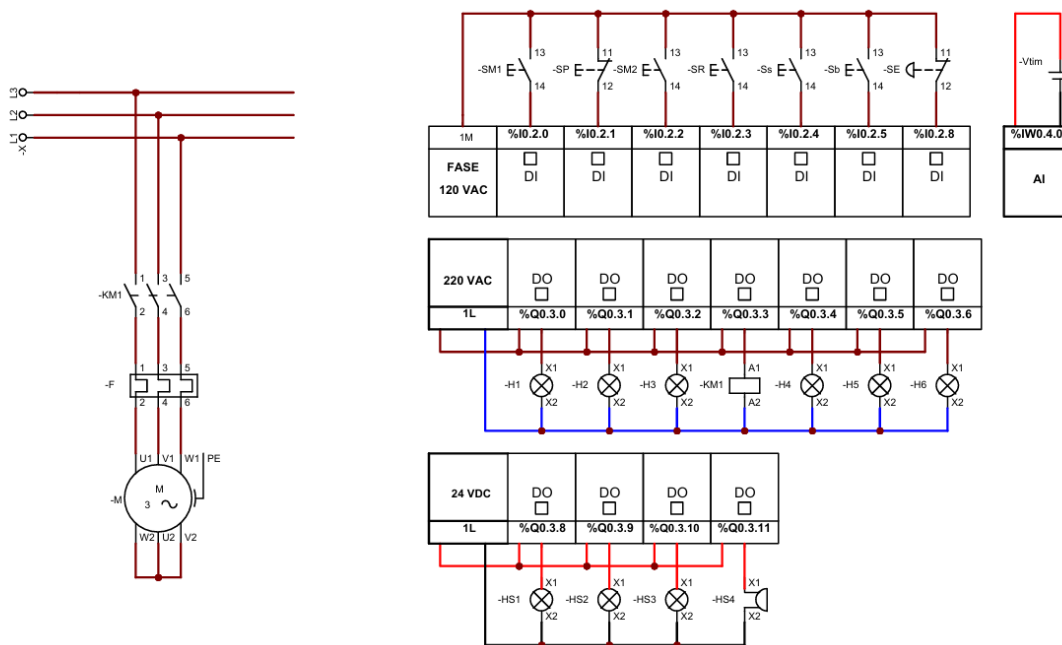 L3
L2
L1
-X
-KM1
1 3 5
2 4 6
-F
1 3 5
2 4 6
U1 V1 W1 PE
-M
M
3
W2 U2 V2
13 11 13 13 13 13 11
-SM1 -SP -SM2 -SR -Ss -Sb -SE
14 12 14 14 14 14 12
1M %I0.2.0 %I0.2.1 %I0.2.2 %I0.2.3 %I0.2.4 %I0.2.5 %I0.2.8
FASE
120 VAC
DI DI DI DI DI DI DI
-Vtim
%IW0.4.0
AI
220 VAC
DO DO DO DO DO DO DO
1L %Q0.3.0 %Q0.3.1 %Q0.3.2 %Q0.3.3 %Q0.3.4 %Q0.3.5 %Q0.3.6
X1 X1 X1 A1 X1 X1 X1
-H1 -H2 -H3 -KM1 -H4 -H5 -H6
X2 X2 X2 A2 X2 X2 X2
24 VDC
DO DO DO DO
1L %Q0.3.8 %Q0.3.9 %Q0.3.10 %Q0.3.11
X1 X1 X1 X1
-HS1 -HS2 -HS3 -HS4
X2 X2 X2 X2